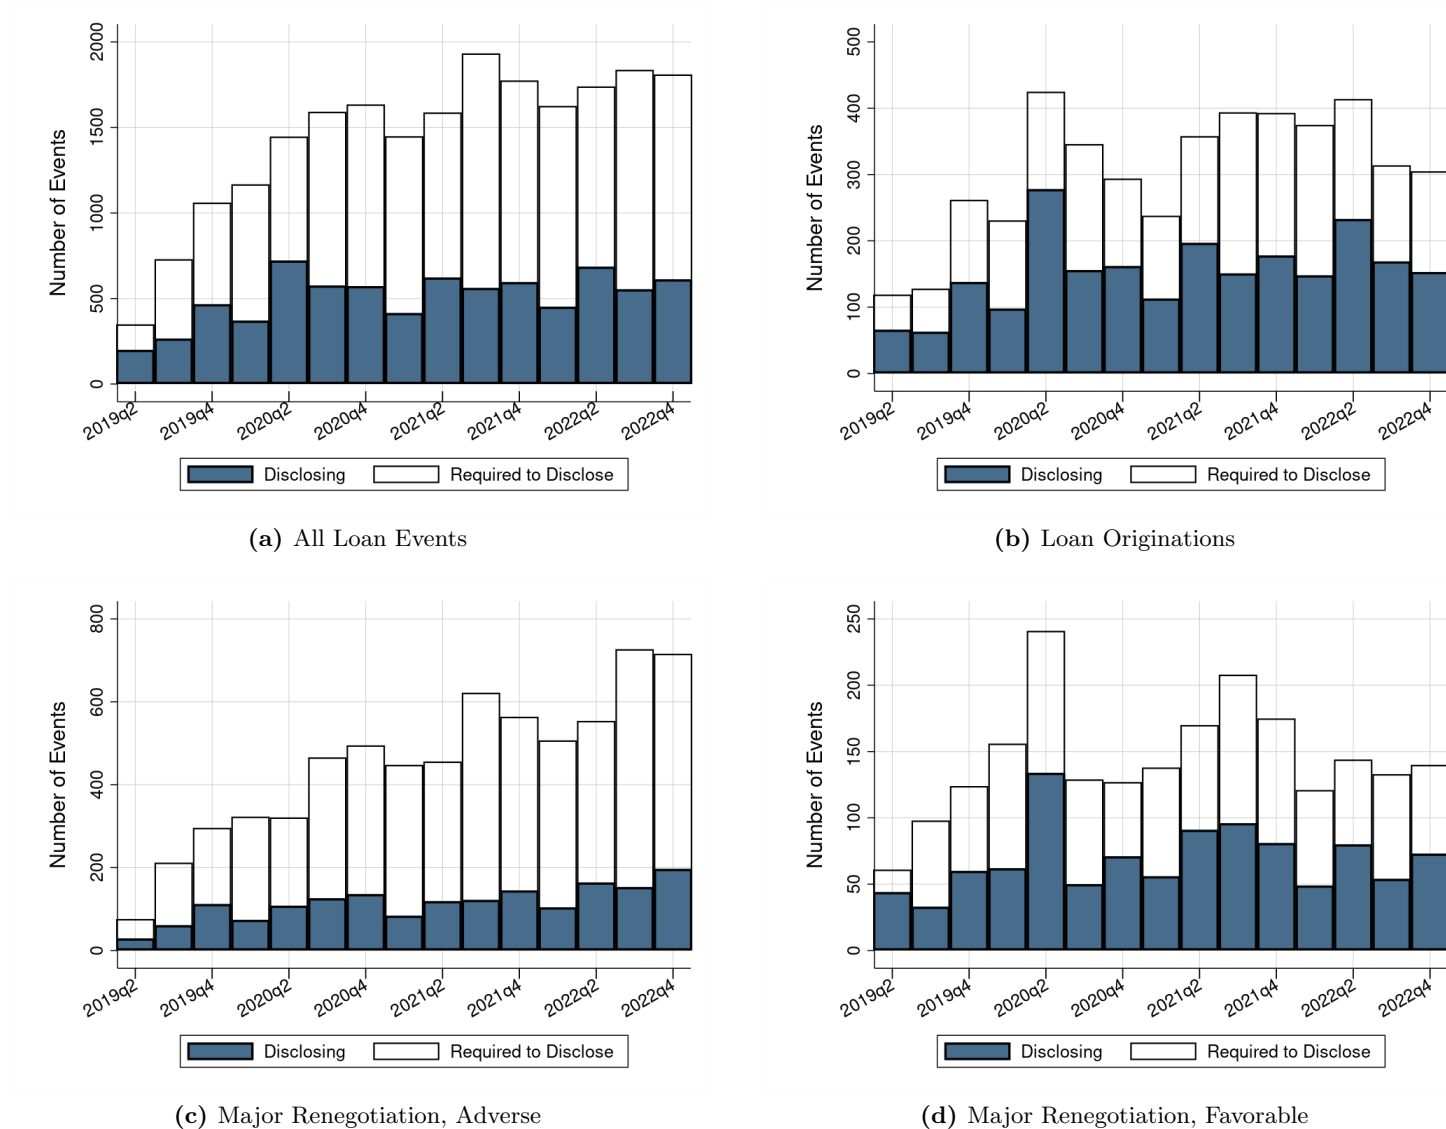 Number of Events
2000
1500
1000
500
0
2019q2 2019q4 2020q2 2020q4 2021q2 2021q4 2022q2 2022q4
Disclosing Required to Disclose
(a) All Loan Events
Number of Events
500
400
300
200
100
0
2019q2 2019q4 2020q2 2020q4 2021q2 2021q4 2022q2 2022q4
Disclosing Required to Disclose
(b) Loan Originations
Number of Events
800
600
400
200
0
2019q2 2019q4 2020q2 2020q4 2021q2 2021q4 2022q2 2022q4
Disclosing Required to Disclose
(c) Major Renegotiation, Adverse
Number of Events
250
200
150
100
50
0
2019q2 2019q4 2020q2 2020q4 2021q2 2021q4 2022q2 2022q4
Disclosing Required to Disclose
(d) Major Renegotiation, Favorable